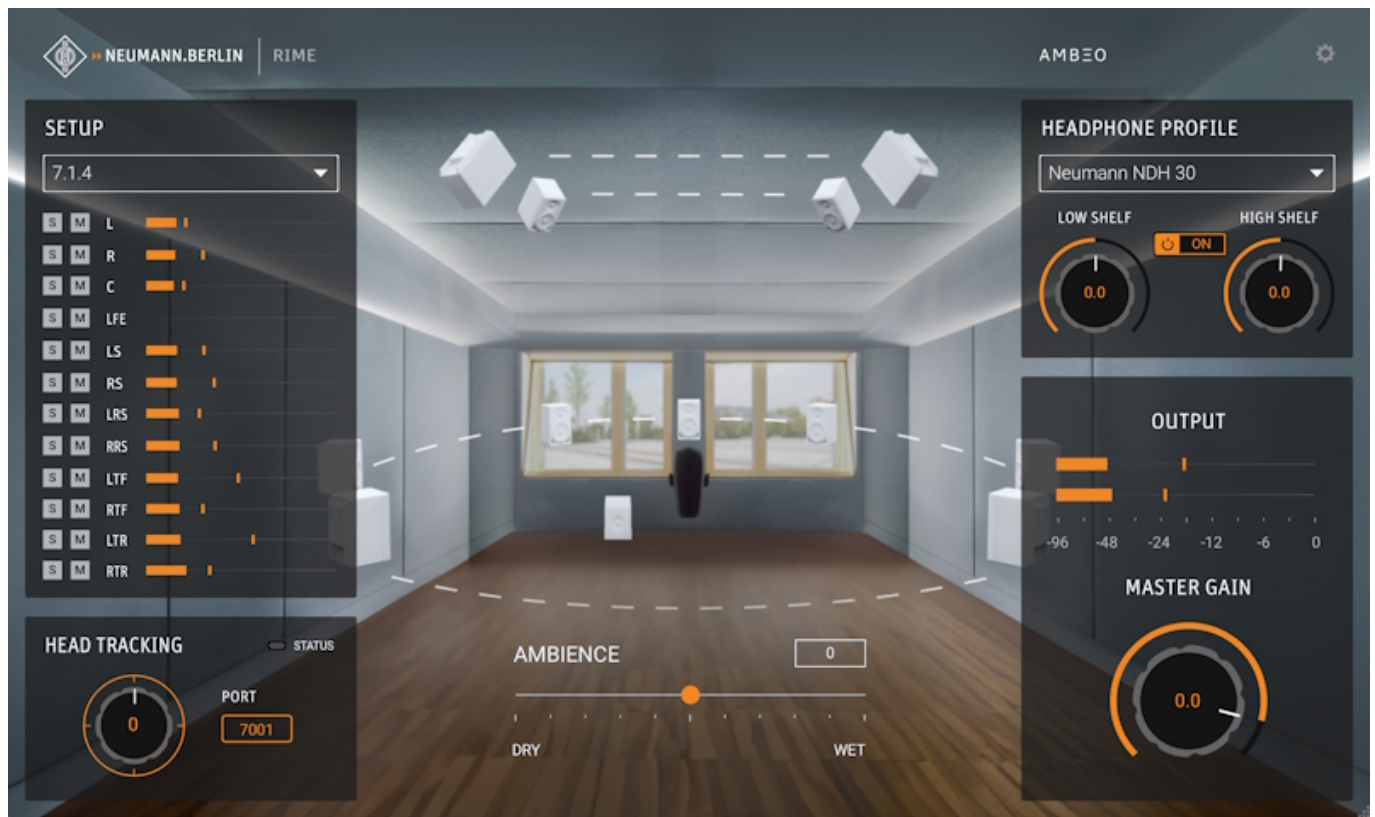 NEUMANN.BERLIN | RIME
AMBEO
SETUP
7.1.4
S M L
S M R
S M C
S M LFE
S M LS
S M RS
S M LRS
S M RRS
S M LTF
S M RTF
S M LTR
S M RTR
HEAD TRACKING
STATUS
0
PORT
7001
AMBIENCE 0
DRY WET
HEADPHONE PROFILE
Neumann NDH 30
LOW SHELF HIGH SHELF
ON
0.0 0.0
OUTPUT
-96 -48 -24 -12 -6 0
MASTER GAIN
0.0